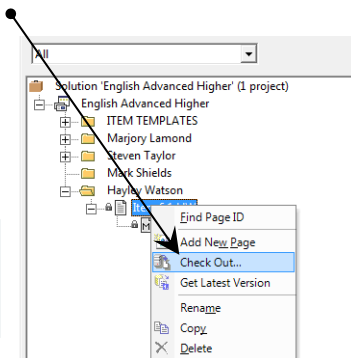 All
Solution 'English Advanced Higher' (1 project)
English Advanced Higher
ITEM TEMPLATES
Marjory Lamond
Steven Taylor
Mark Shields
Hayley Watson
Find Page ID
Add New Page
Check Out...
Get Latest Version
Rename
Copy
Delete